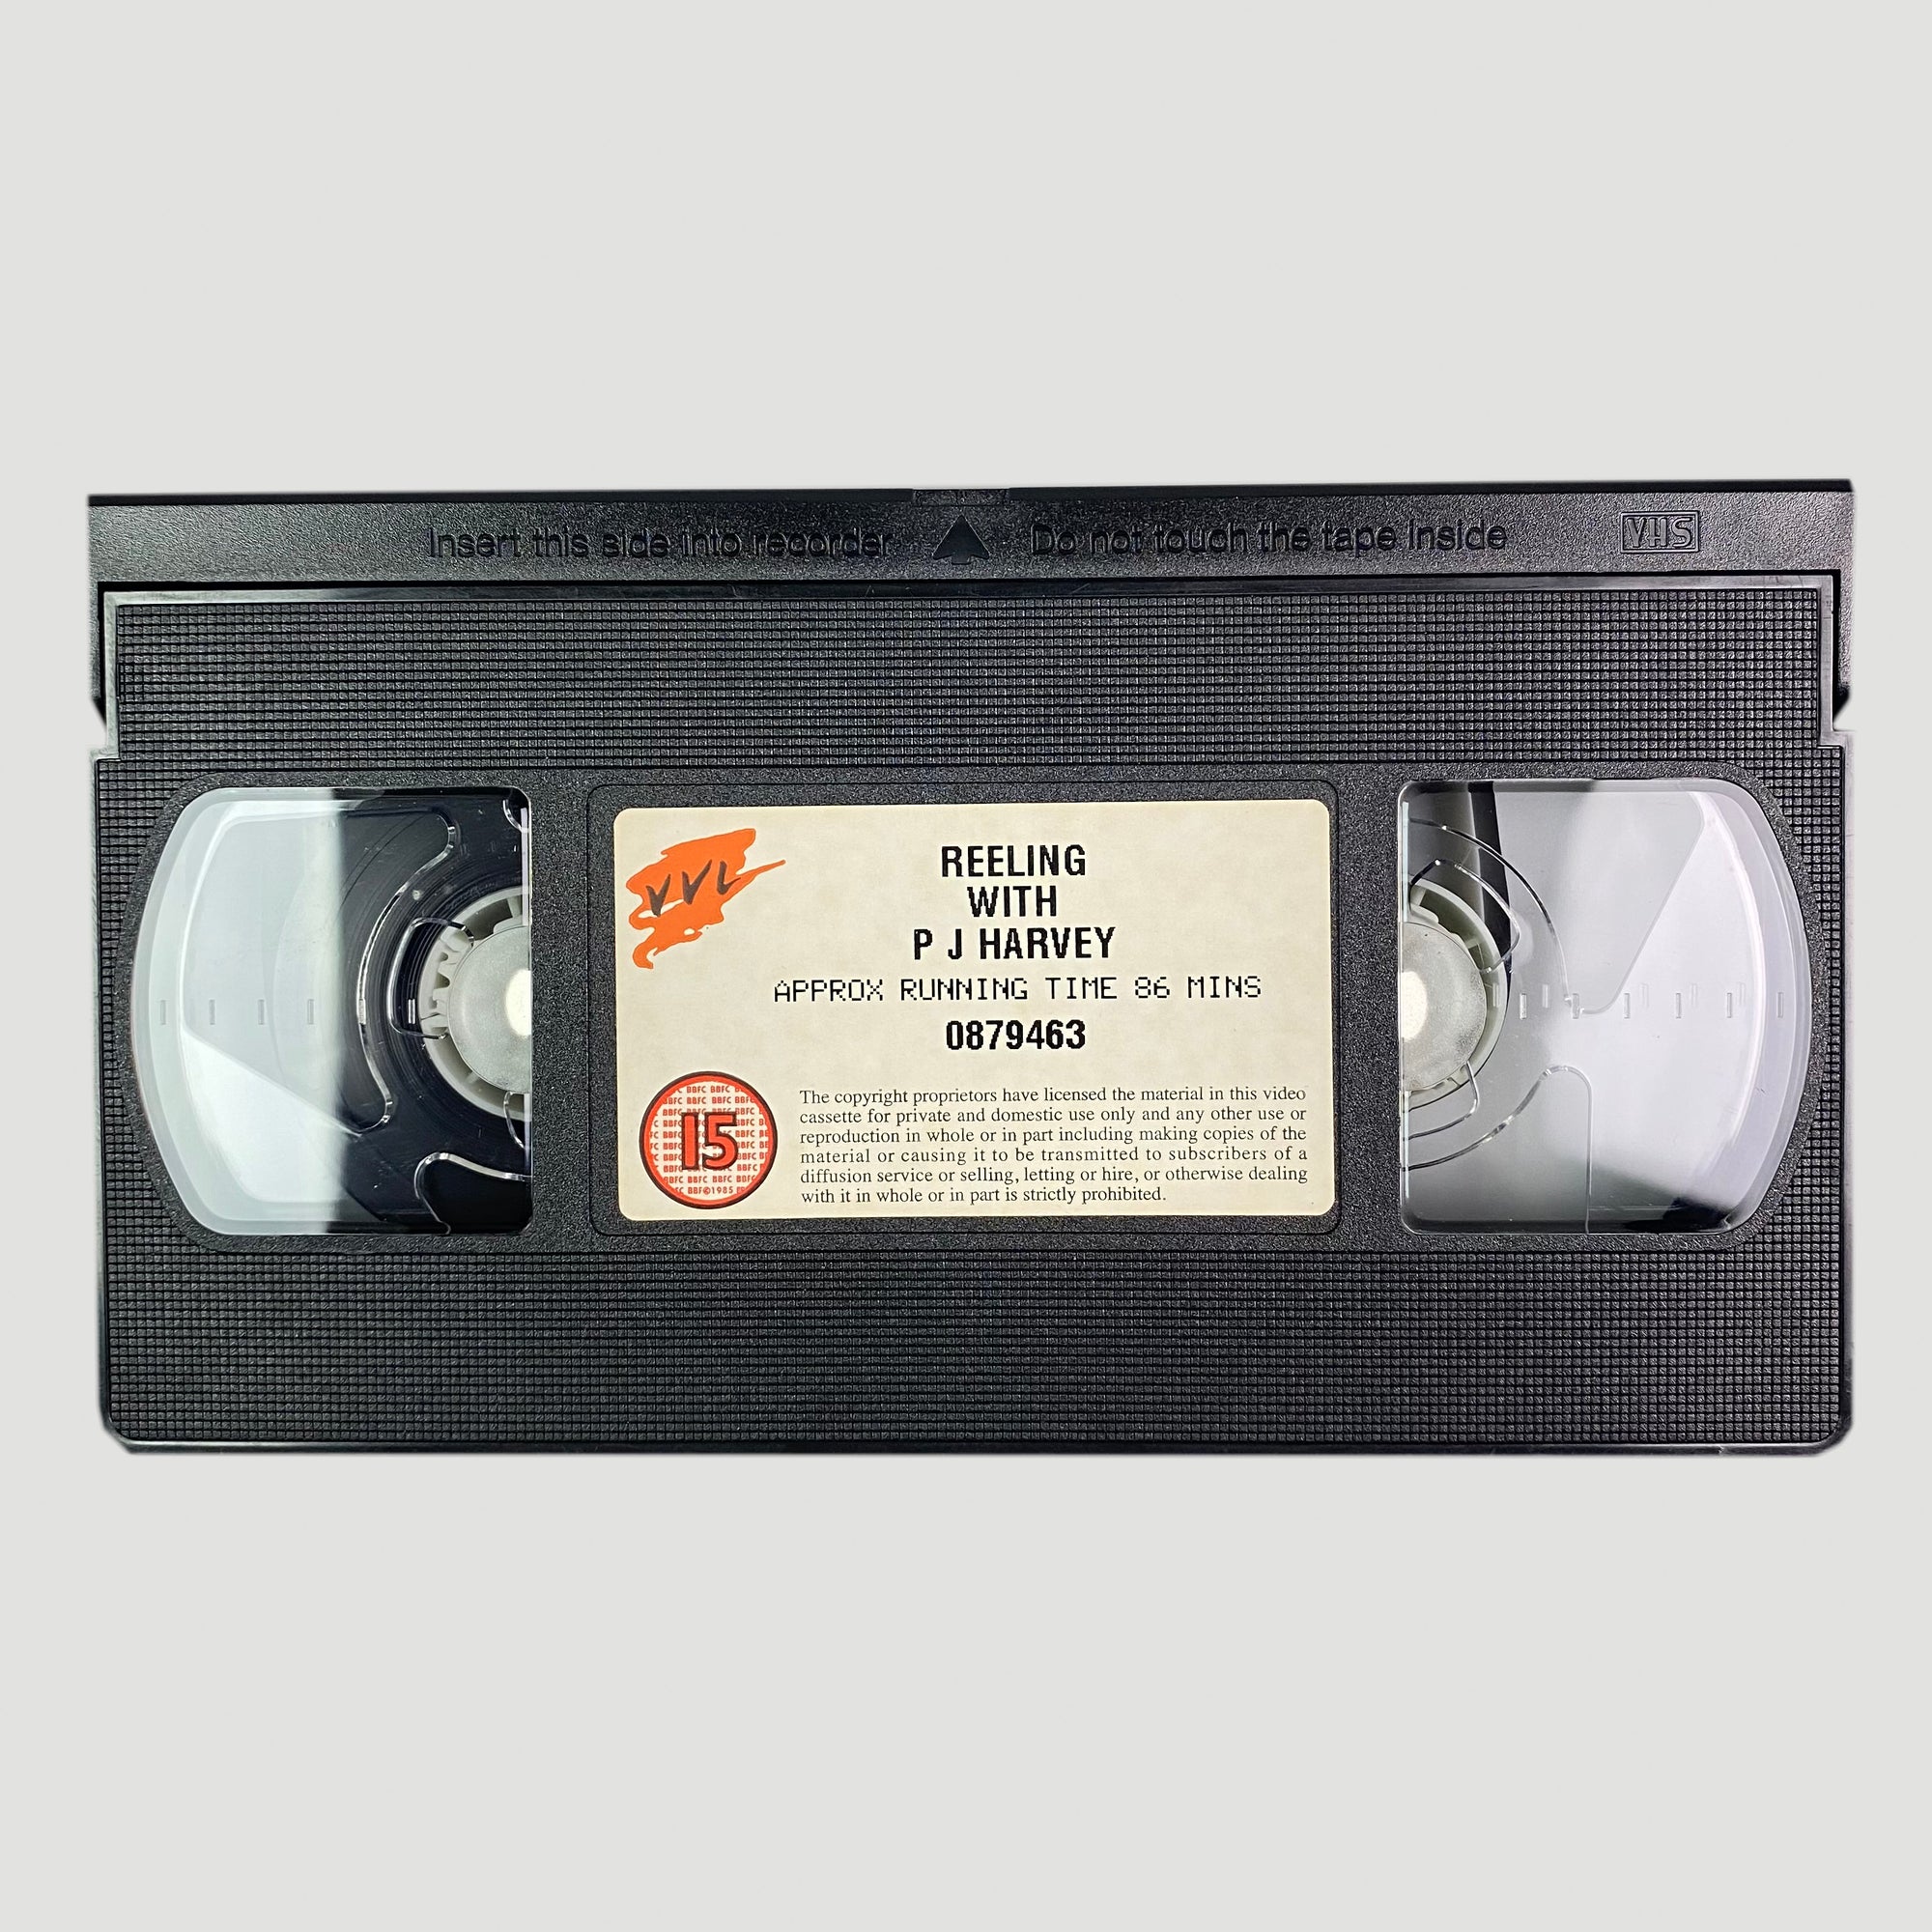 Insert this side into recorder Do not touch the tape inside VHS
VVL
REELING
WITH
P J HARVEY
APPROX RUNNING TIME 86 MINS
0879463
15
BBF©1985
The copyright proprietors have licensed the material in this video
cassette for private and domestic use only and any other use or
reproduction in whole or in part including making copies of the
material or causing it to be transmitted to subscribers of a
diffusion service or selling, letting or hire, or otherwise dealing
with it in whole or in part is strictly prohibited.